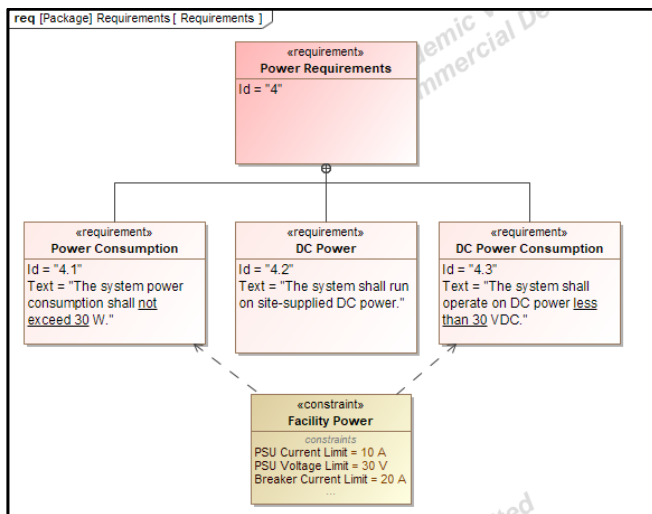 req [Package] Requirements [ Requirements ]
«requirement»
Power Requirements
Id = "4"
«requirement»
Power Consumption
Id = "4.1"
Text = "The system power
consumption shall not
exceed 30 W."
«requirement»
DC Power
Id = "4.2"
Text = "The system shall run
on site-supplied DC power."
«requirement»
DC Power Consumption
Id = "4.3"
Text = "The system shall
operate on DC power less
than 30 VDC."
«constraint»
Facility Power
constraints
PSU Current Limit = 10 A
PSU Voltage Limit = 30 V
Breaker Current Limit = 20 A
...